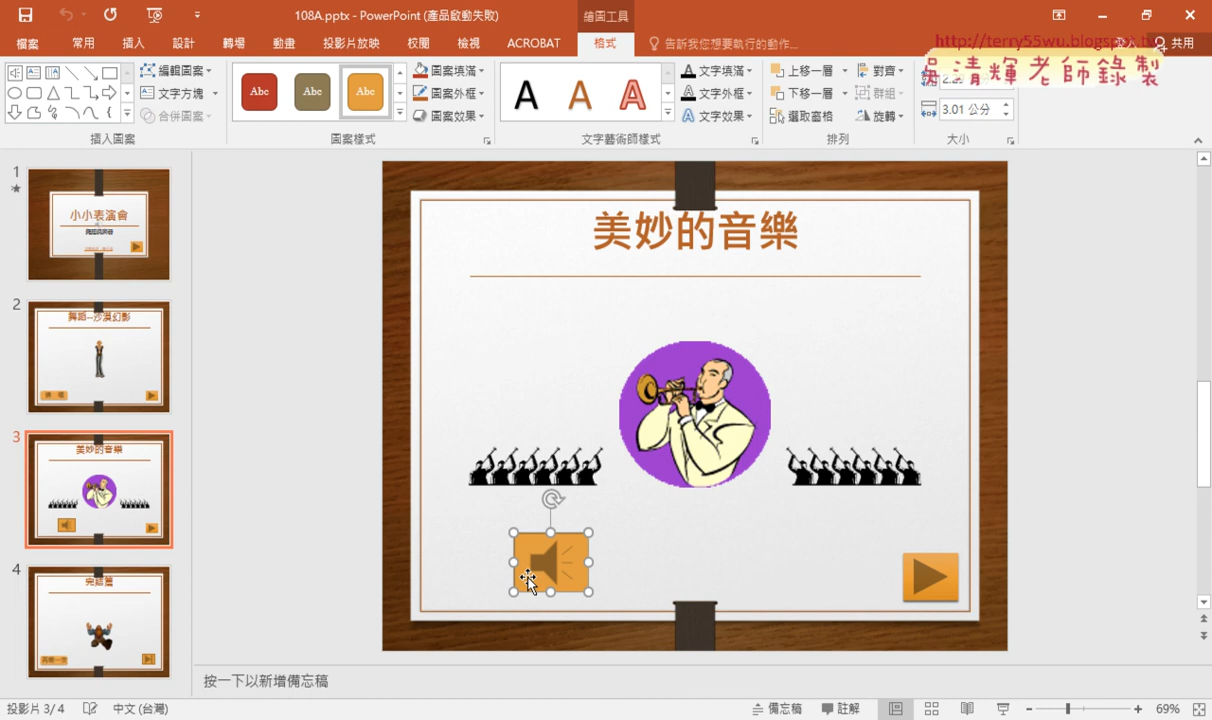 108A.pptx - PowerPoint (產品啟動失敗)
繪圖工具
檔案 常用 插入 設計 轉場 動畫 投影片放映 校閱 檢視 ACROBAT 格式 告訴我您想要執行的動作... 共用
http://terry55wu.blogspot.tw
吳清輝老師錄製
編輯圖案
文字方塊
合併圖案
插入圖案
Abc Abc Abc
圖案填滿
圖案外框
圖案效果
圖案樣式
A A A
文字填滿
文字外框
文字效果
文字藝術師樣式
上移一層 對齊
下移一層 群組
選取窗格 旋轉
排列
3.01 公分
大小
1
小小表演會
2
舞蹈--沙漠幻影
3
美妙的音樂
4
完結篇
再觀一次
美妙的音樂
按一下以新增備忘稿
投影片 3/4 中文 (台灣) 備忘稿 註解 69%